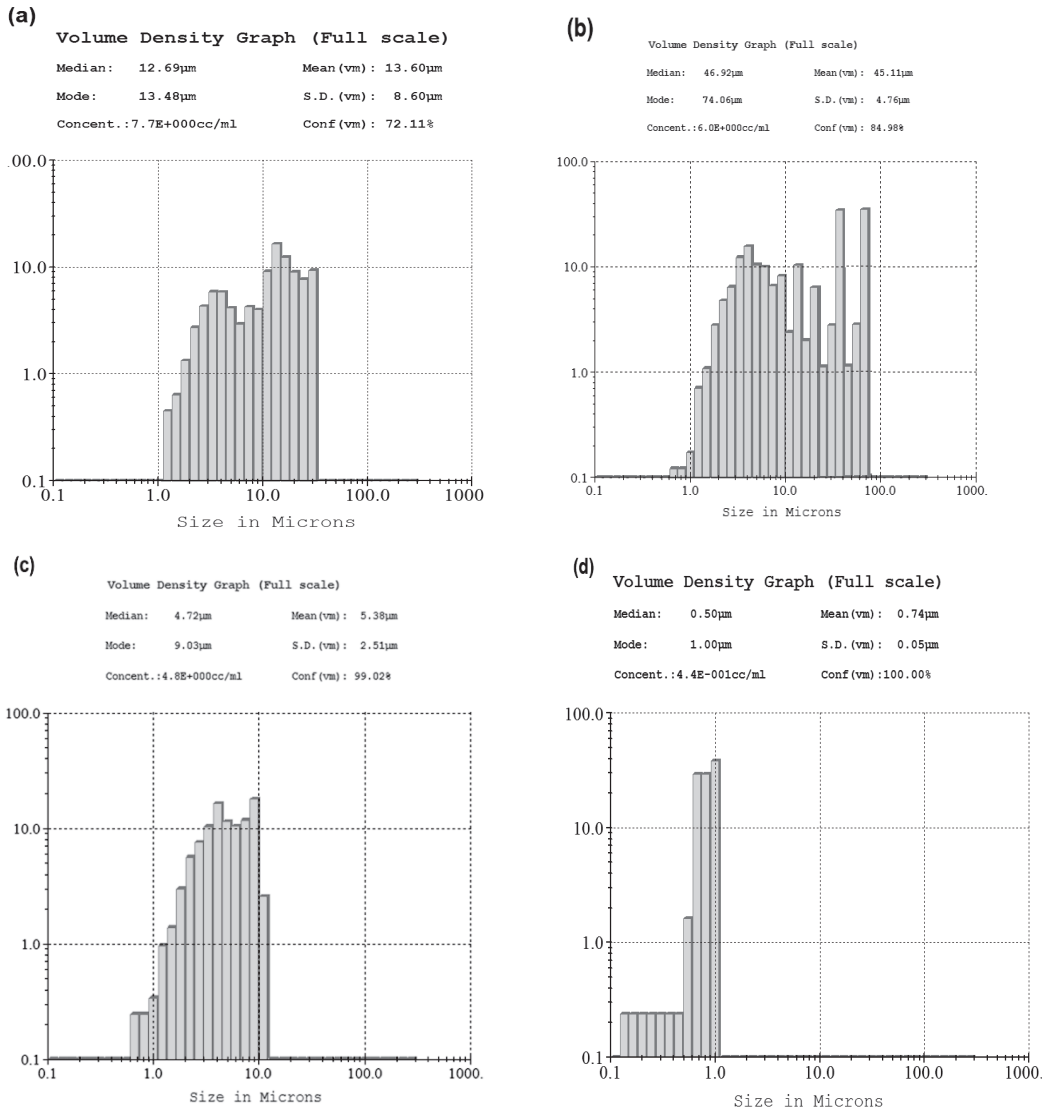 (a)
Volume Density Graph (Full scale)
Median: 12.69µm Mean(vm): 13.60µm
Mode: 13.48µm S.D.(vm): 8.60µm
Concent.:7.7E+000cc/ml Conf(vm): 72.11%
.00.0
10.0
1.0
0.1
0.1 1.0 10.0 100.0 1000
Size in Microns
(b)
Volume Density Graph (Full scale)
Median: 46.92µm Mean(vm): 45.11µm
Mode: 74.06µm S.D.(vm): 4.76µm
Concent.:6.0E+000cc/ml Conf(vm): 84.98%
100.0
10.0
1.0
0.1
0.1 1.0 10.0 100.0 1000.
Size in Microns
(c)
Volume Density Graph (Full scale)
Median: 4.72µm Mean(vm): 5.38µm
Mode: 9.03µm S.D.(vm): 2.51µm
Concent.:4.8E+000cc/ml Conf(vm): 99.02%
100.0
10.0
1.0
0.1
0.1 1.0 10.0 100.0 1000.
Size in Microns
(d)
Volume Density Graph (Full scale)
Median: 0.50µm Mean(vm): 0.74µm
Mode: 1.00µm S.D.(vm): 0.05µm
Concent.:4.4E-001cc/ml Conf(vm):100.00%
100.0
10.0
1.0
0.1
0.1 1.0 10.0 100.0 1000.
Size in Microns